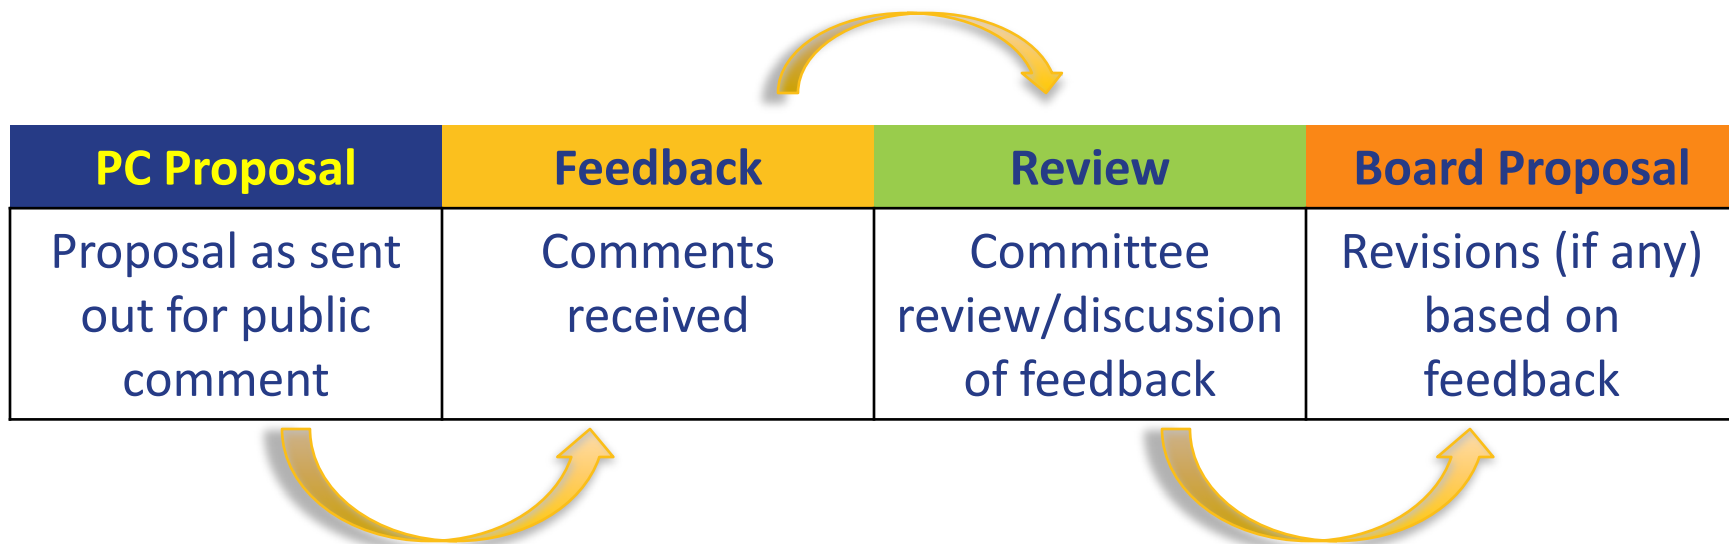 PC Proposal
Feedback
Review
Board Proposal
Proposal as sent
out for public
comment
Comments
received
Committee
review/discussion
of feedback
Revisions (if any)
based on
feedback